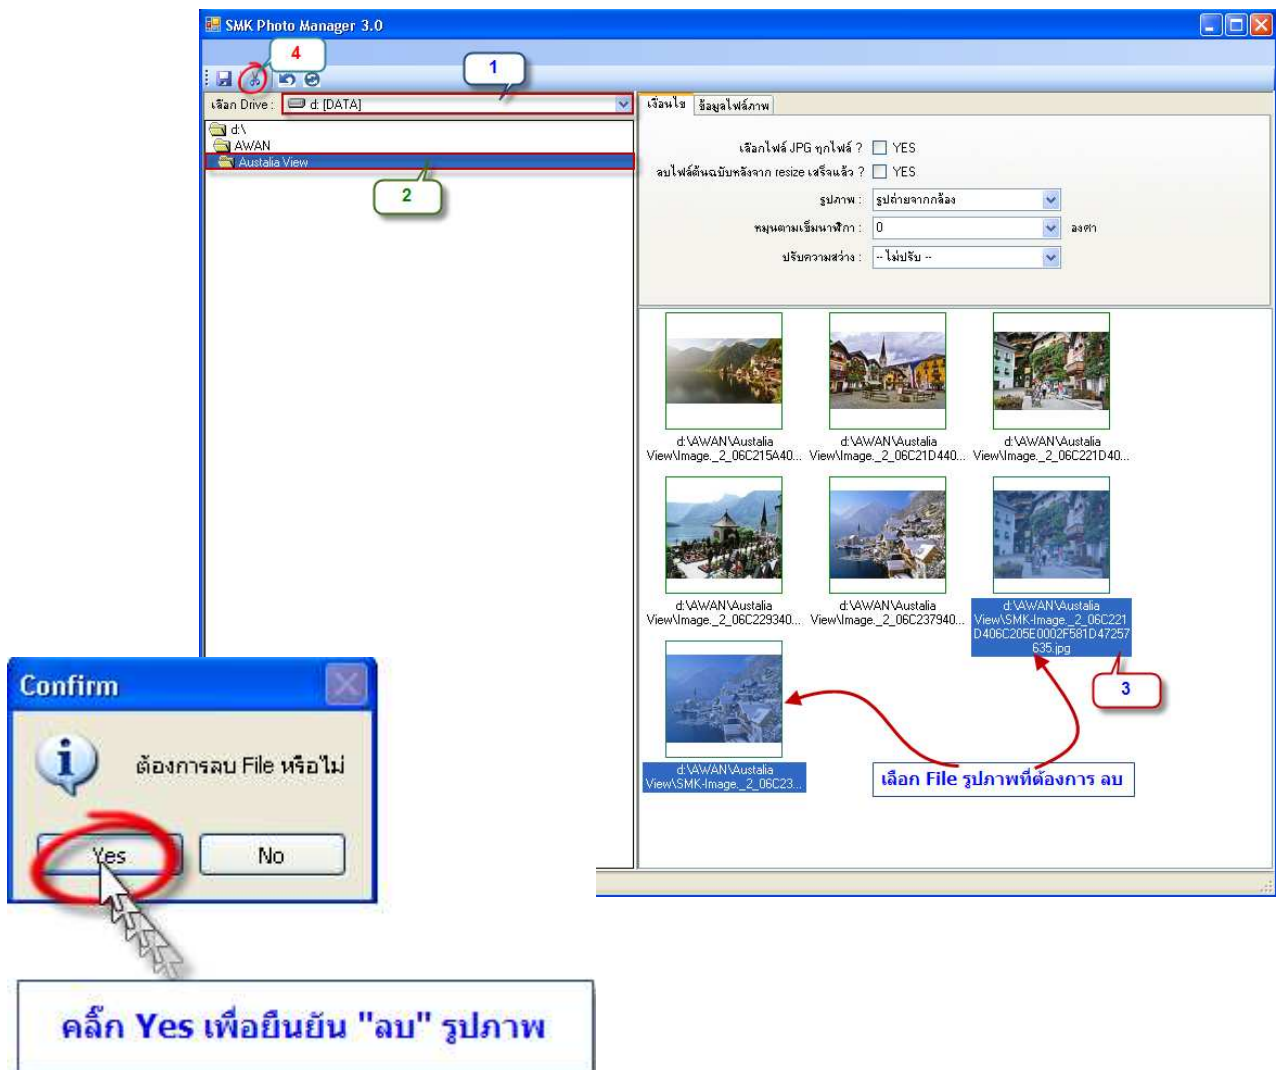 SMK Photo Manager 3.0
4
1
เลือก Drive : d: [DATA]
d:\
AWAN
Austalia View
2
เงื่อนไข ข้อมูลไฟล์ภาพ
เลือกไฟล์ JPG ทุกไฟล์ ? YES
ลบไฟล์ต้นฉบับหลังจาก resize เสร็จแล้ว ? YES
รูปภาพ : รูปถ่ายจากกล้อง
หมุนตามเข็มนาฬิกา : 0 องศา
ปรับความสว่าง : -- ไม่ปรับ --
d:\AWAN\Austalia
View\Image._2_06C215A40...
d:\AWAN\Austalia
View\Image._2_06C21D440...
d:\AWAN\Austalia
View\Image._2_06C221D40...
d:\AWAN\Austalia
View\Image._2_06C229340...
d:\AWAN\Austalia
View\Image._2_06C237940...
d:\AWAN\Austalia
View\SMK-Image._2_06C221
D406C205E0002F581D47257
635.jpg
3
d:\AWAN\Austalia
View\SMK-Image._2_06C23...
เลือก File รูปภาพที่ต้องการ ลบ
Confirm
ต้องการลบ File หรือไม่
Yes No
คลิ๊ก Yes เพื่อยืนยัน "ลบ" รูปภาพ